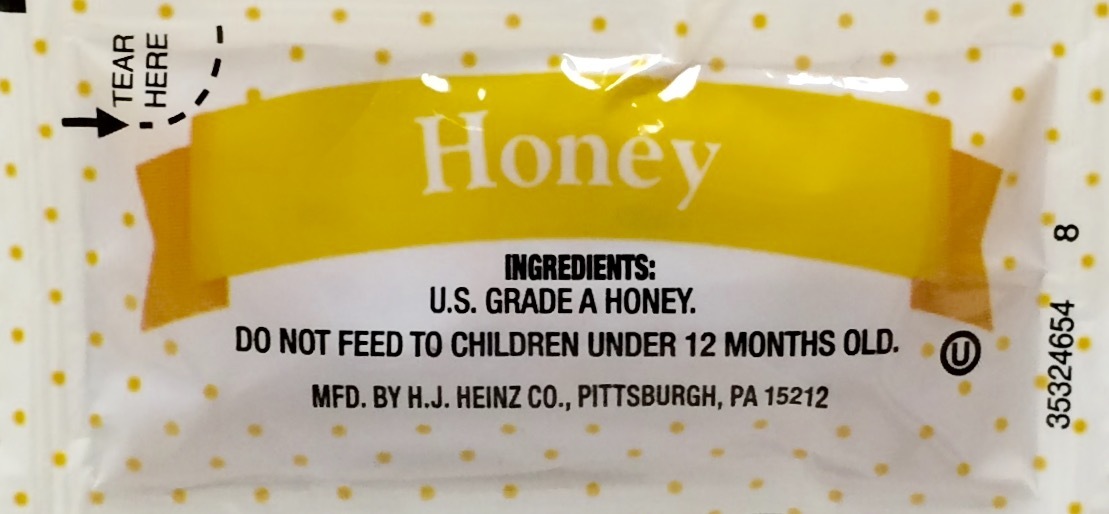 TEAR
HERE
Honey
INGREDIENTS:
U.S. GRADE A HONEY.
DO NOT FEED TO CHILDREN UNDER 12 MONTHS OLD.
U
MFD. BY H.J. HEINZ CO., PITTSBURGH, PA 15212
35324654 8